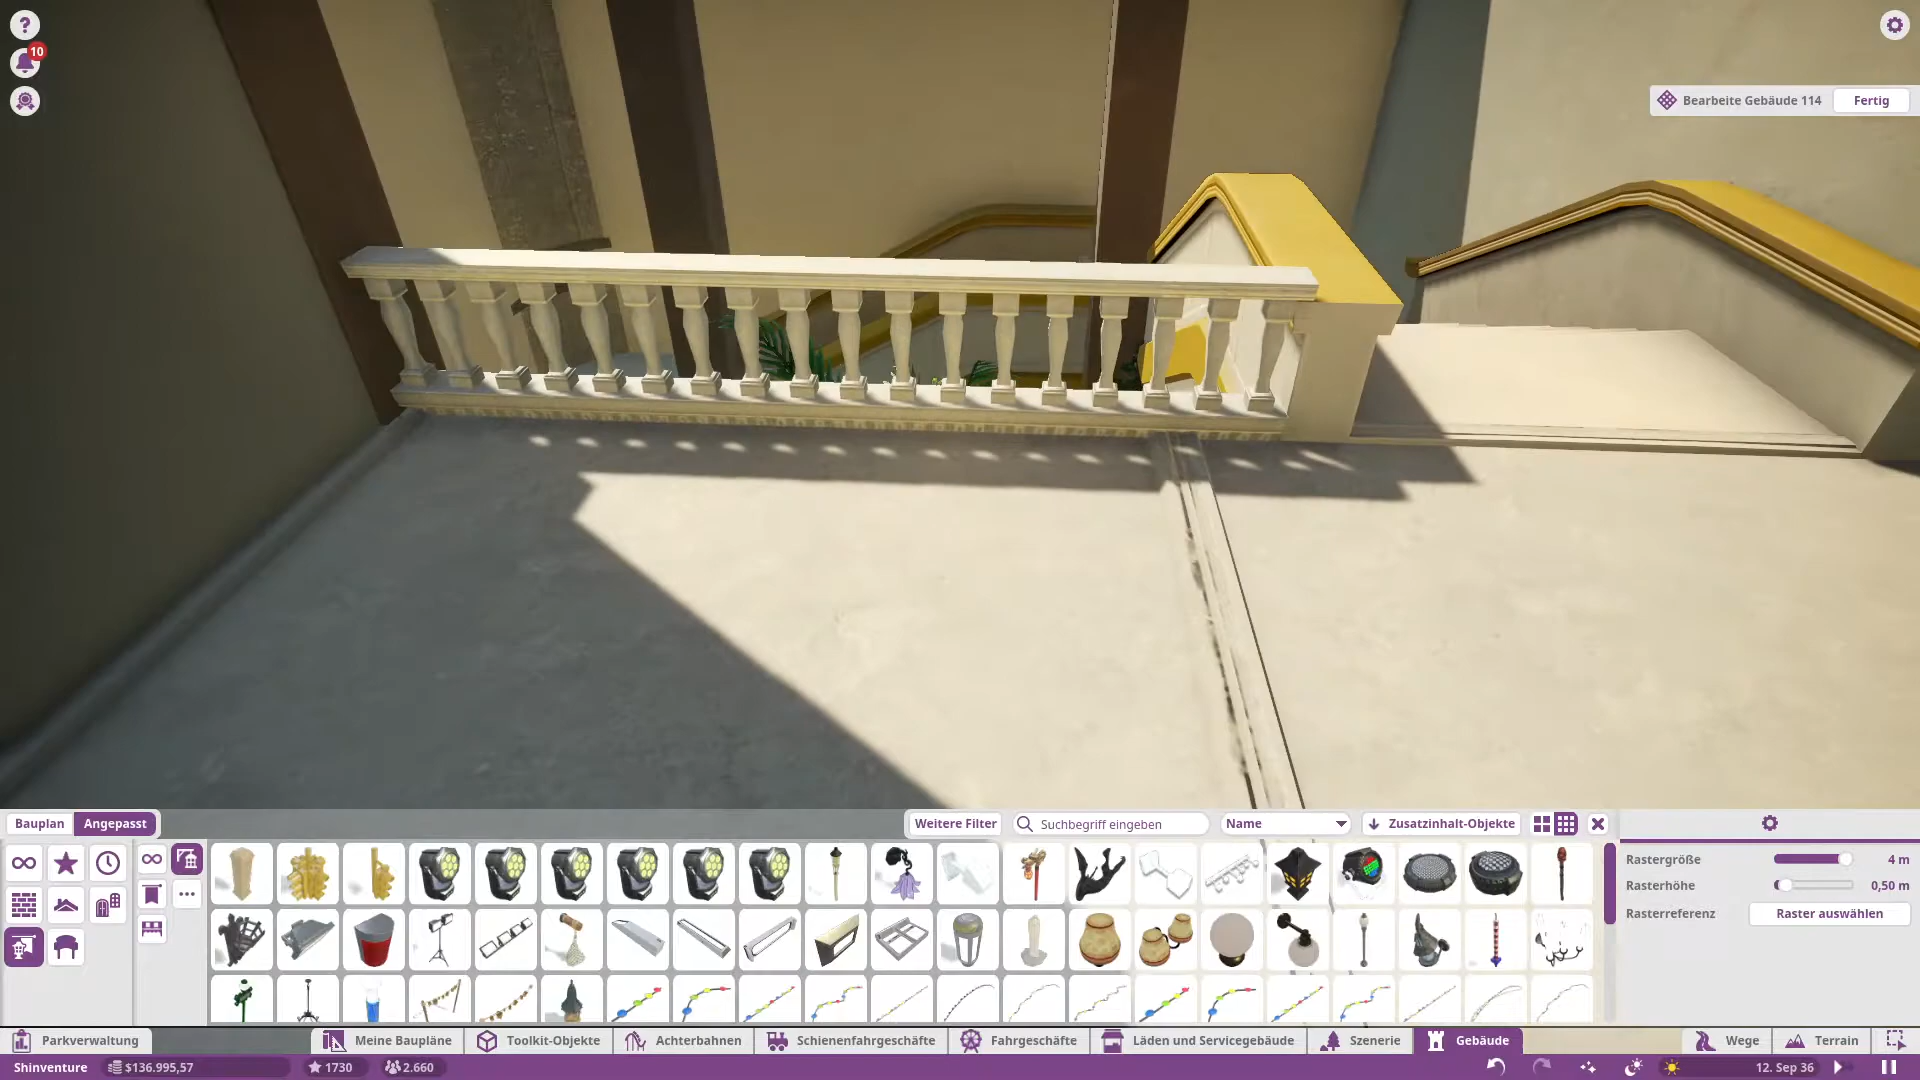 ?
10
Bearbeite Gebäude 114
Fertig
Bauplan
Angepasst
Weitere Filter
Suchbegriff eingeben
Name
Zusatzinhalt-Objekte
Rastergröße
4 m
Rasterhöhe
0,50 m
Rasterreferenz
Raster auswählen
Parkverwaltung
Meine Baupläne
Toolkit-Objekte
Achterbahnen
Schienenfahrgeschäfte
Fahrgeschäfte
Läden und Servicegebäude
Szenerie
Gebäude
Wege
Terrain
Shinventure
$136.995,57
1730
2.660
12. Sep 36